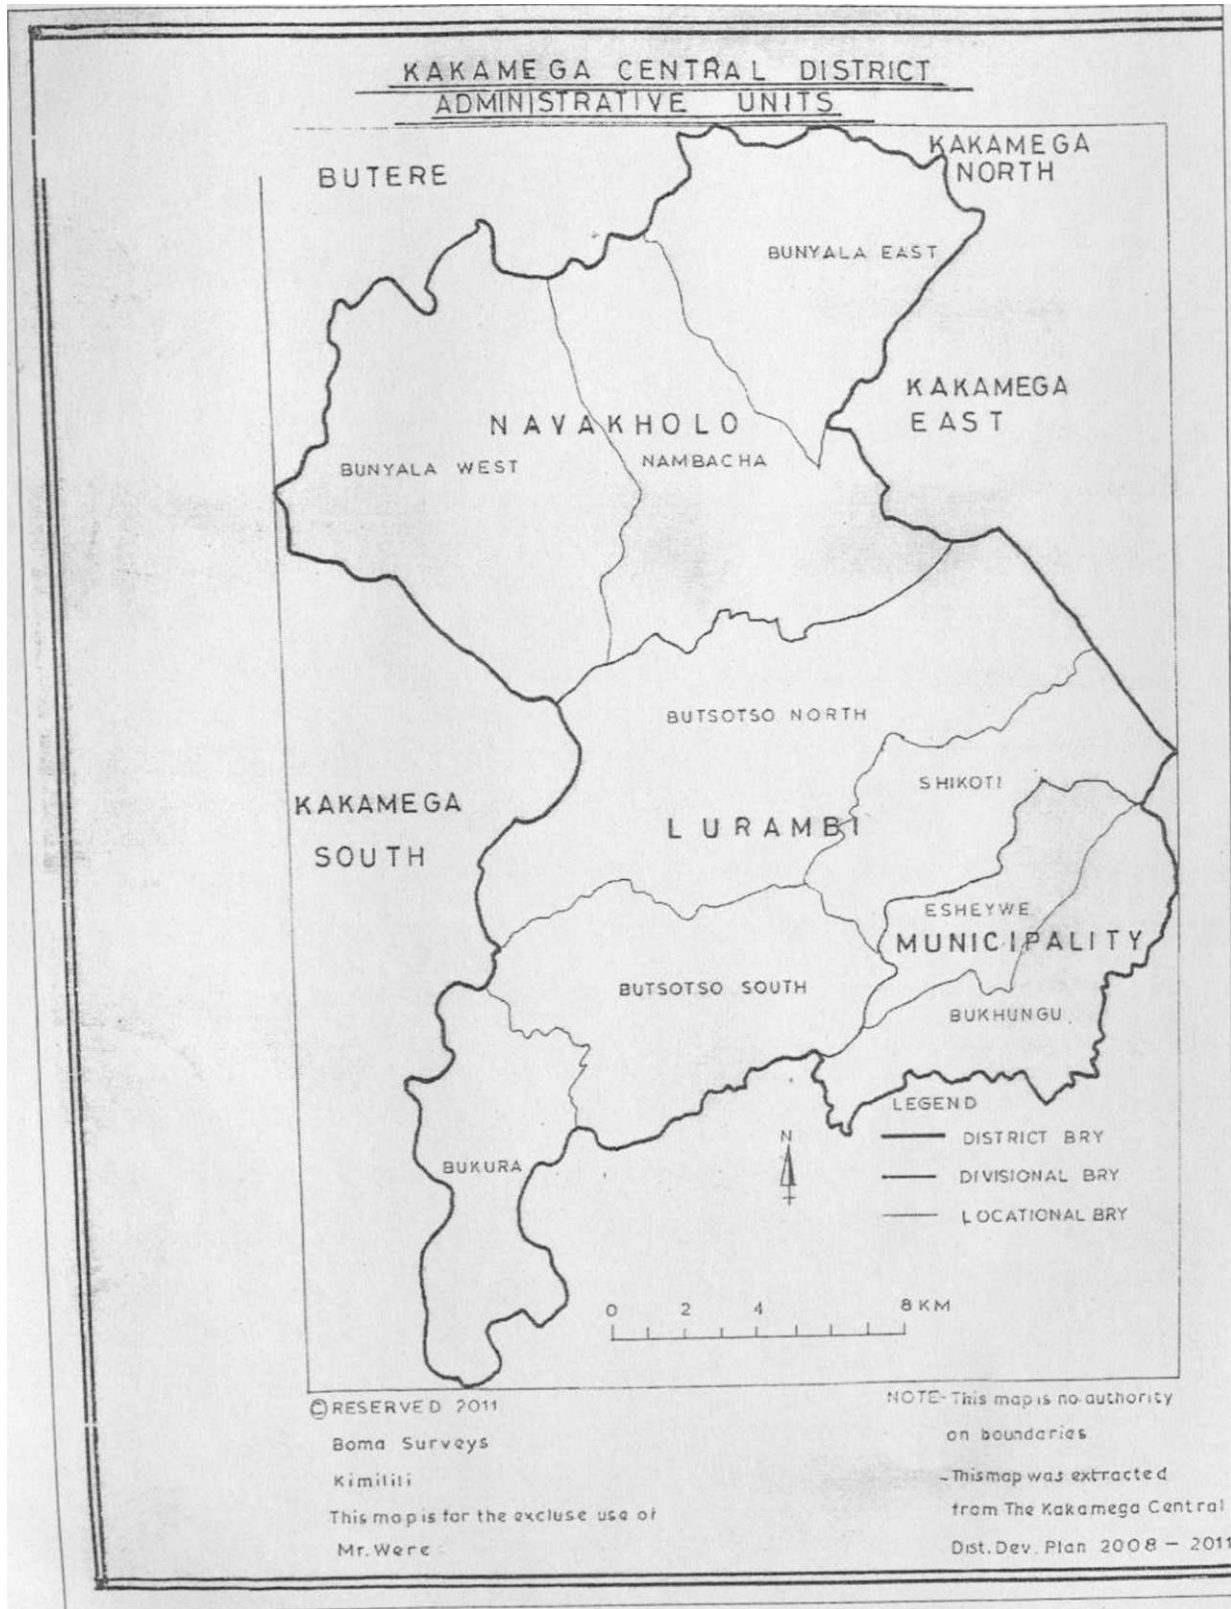 KAKAMEGA CENTRAL DISTRICT
ADMINISTRATIVE UNITS
BUTERE
KAKAMEGA
NORTH
BUNYALA EAST
KAKAMEGA
EAST
NAVAKHOLO
BUNYALA WEST
NAMBACHA
BUTSOTSO NORTH
SHIKOTI
KAKAMEGA
SOUTH
LURAMBI
ESHEYWE
MUNICIPALITY
BUTSOTSO SOUTH
BUKHUNGU
BUKURA
LEGEND
N
DISTRICT BRY
DIVISIONAL BRY
LOCATIONAL BRY
0 2 4 8 KM
© RESERVED 2011
Boma Surveys
Kimilili
This map is for the excluse use of
Mr. Were
NOTE- This map is no authority
on boundaries
- This map was extracted
from The Kakamega Central
Dist. Dev. Plan 2008 - 2011